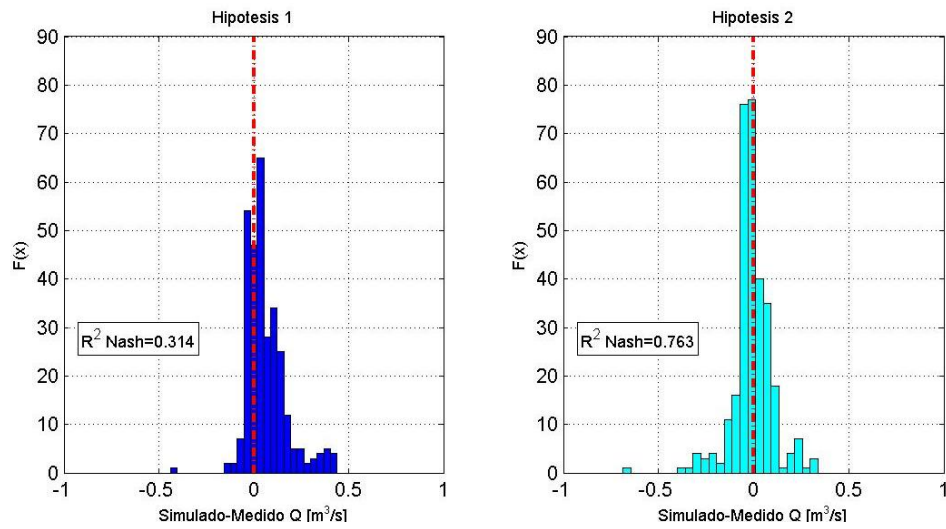 Hipotesis 1
90
80
70
60
50
40
30
20
10
0
F(x)
R² Nash=0.314
-1 -0.5 0 0.5 1
Simulado-Medido Q [m³/s]
Hipotesis 2
90
80
70
60
50
40
30
20
10
0
F(x)
R² Nash=0.763
-1 -0.5 0 0.5 1
Simulado-Medido Q [m³/s]